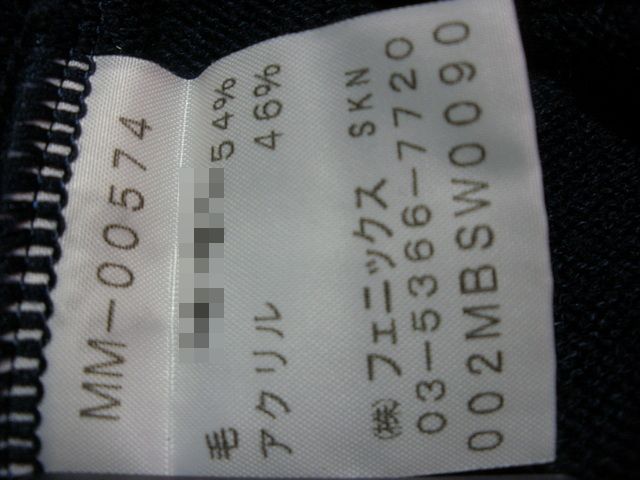 MM-00574
毛 54%
アクリル 46%
(株)フェニックス SKN
03-5366-7720
002MBSW0090